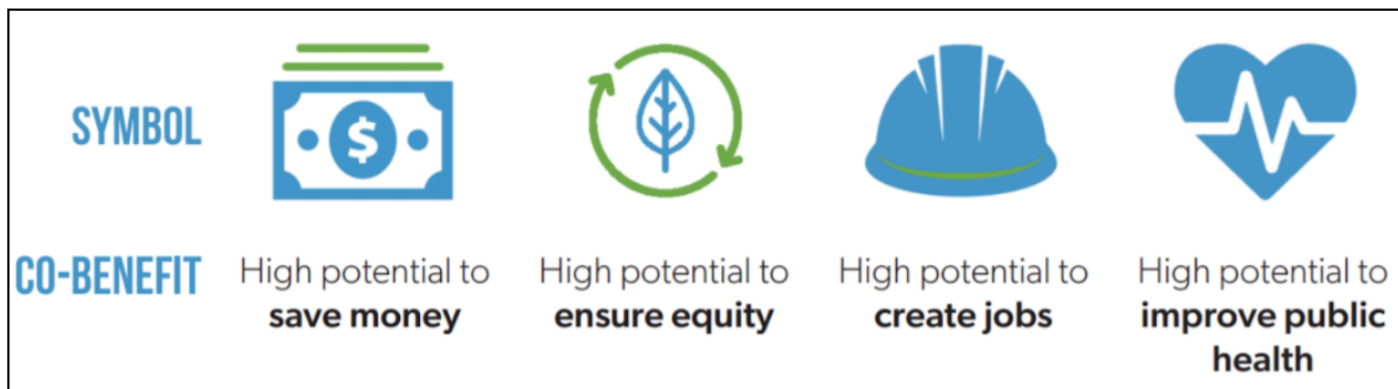 SYMBOL
$
CO-BENEFIT
High potential to
save money
High potential to
ensure equity
High potential to
create jobs
High potential to
improve public
health